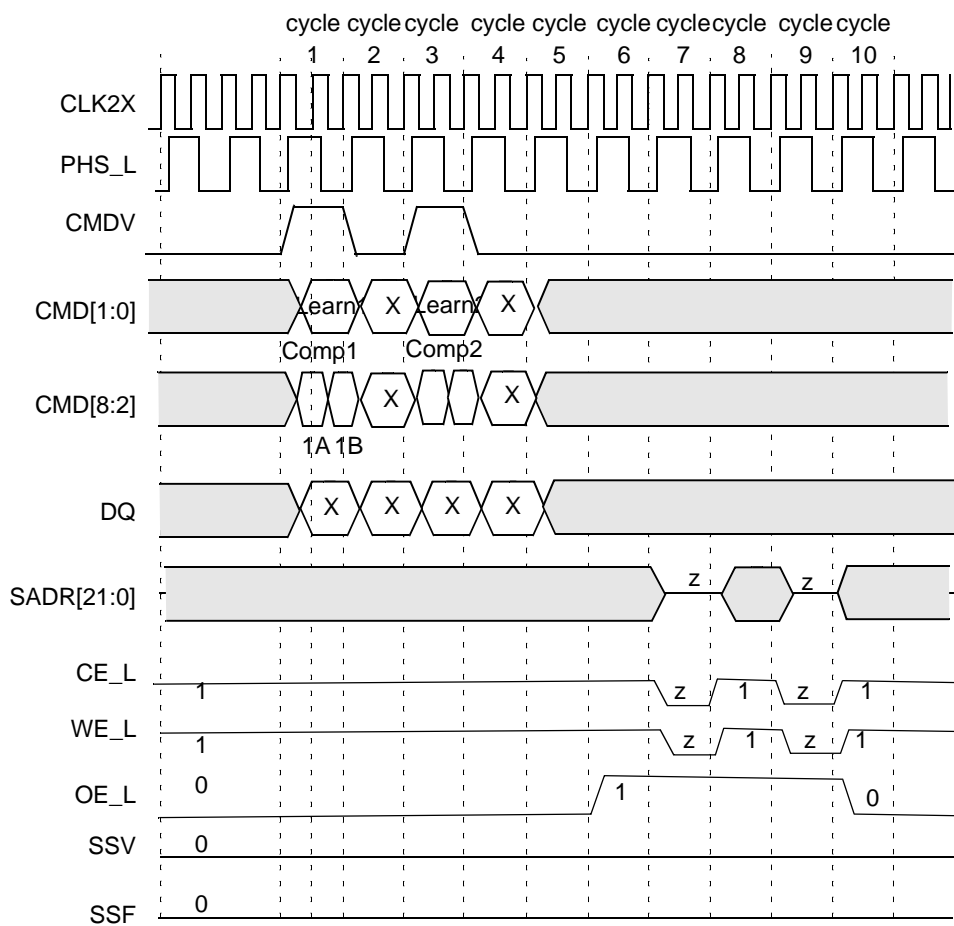 cycle cycle cycle cycle cycle cycle cycle cycle cycle cycle
1 2 3 4 5 6 7 8 9 10
CLK2X
PHS_L
CMDV
CMD[1:0] X X
Comp1 Comp2
CMD[8:2] X X
1A 1B
DQ X X X X
SADR[21:0] z z
CE_L 1 z 1 z 1
WE_L 1 z 1 z 1
OE_L 0 1 0
SSV 0
SSF 0